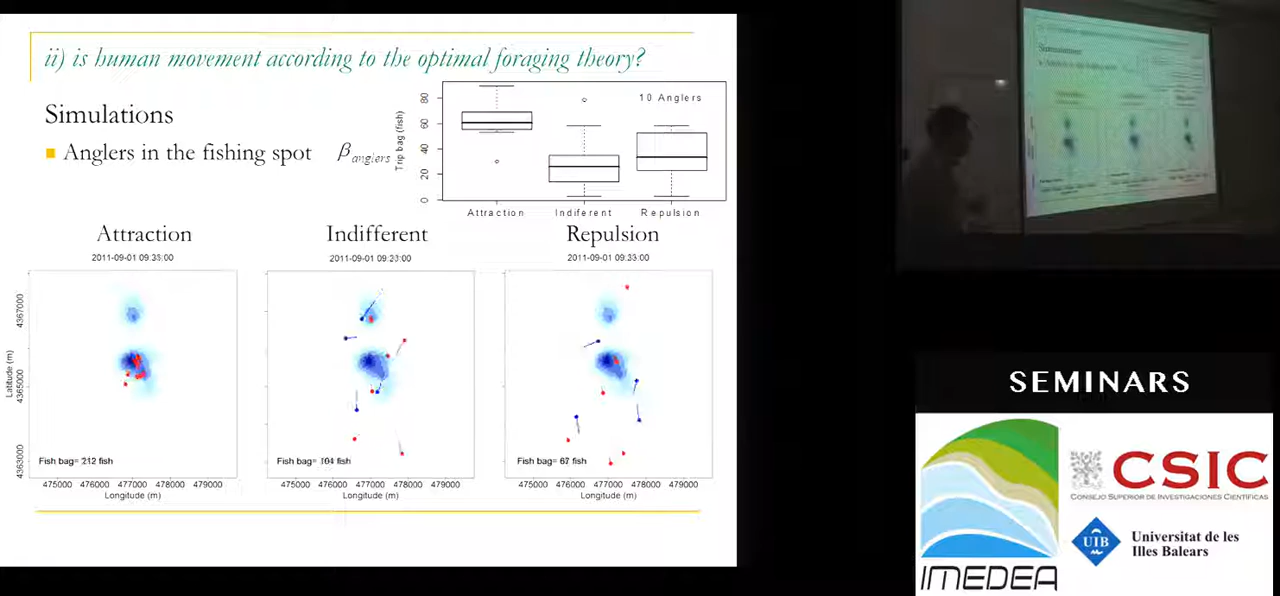 ii) is human movement according to the optimal foraging theory?
Simulations
Anglers in the fishing spot
β anglers
Trip bag (fish)
80
60
40
20
0
10 Anglers
Attraction
Indiferent
Repulsion
Attraction
2011-09-01 09:38:00
Indifferent
2011-09-01 09:23:00
Repulsion
2011-09-01 09:33:00
Latitude (m)
4367000
4365000
4363000
Fish bag= 212 fish
Fish bag= 104 fish
Fish bag= 67 fish
475000 476000 477000 478000 479000
Longitude (m)
475000 476000 477000 478000 479000
Longitude (m)
475000 476000 477000 478000 479000
Longitude (m)
SEMINARS
IMEDEA
CSIC
CONSEJO SUPERIOR DE INVESTIGACIONES CIENTÍFICAS
UIB
Universitat de les
Illes Balears